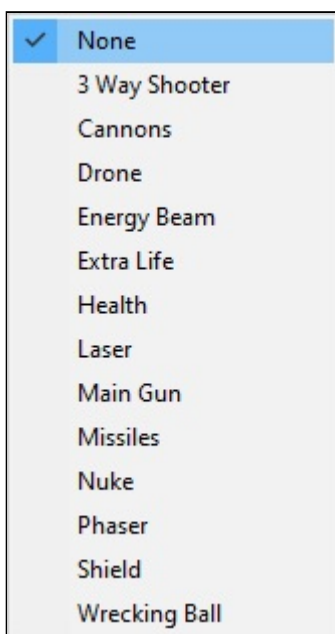 None
3 Way Shooter
Cannons
Drone
Energy Beam
Extra Life
Health
Laser
Main Gun
Missiles
Nuke
Phaser
Shield
Wrecking Ball